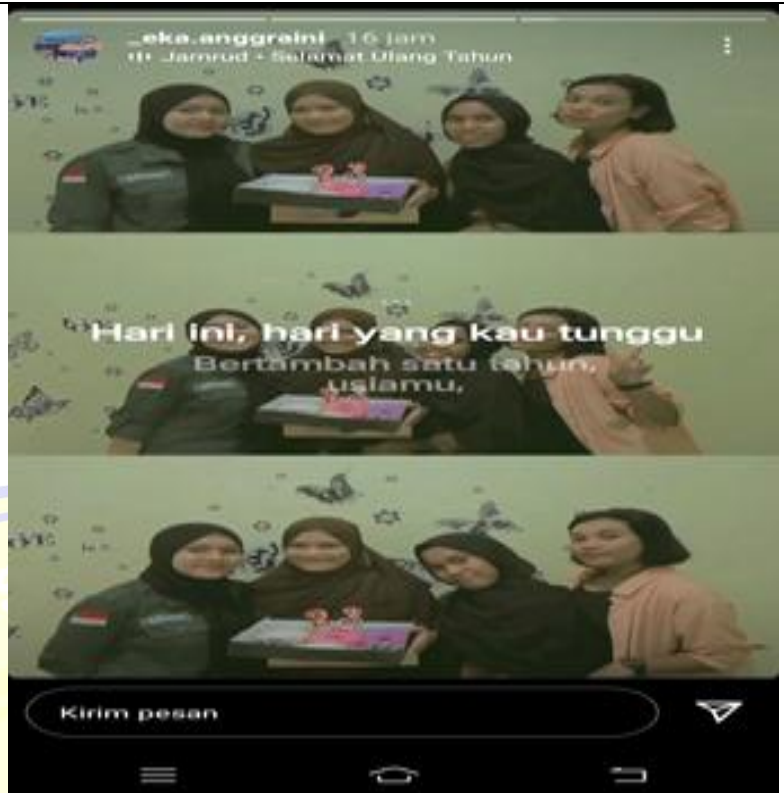 _eka.anggraini 16 jam
Jamrud • Selamat Ulang Tahun
Hari ini, hari yang kau tunggu
Bertambah satu tahun,
usiamu,
Kirim pesan